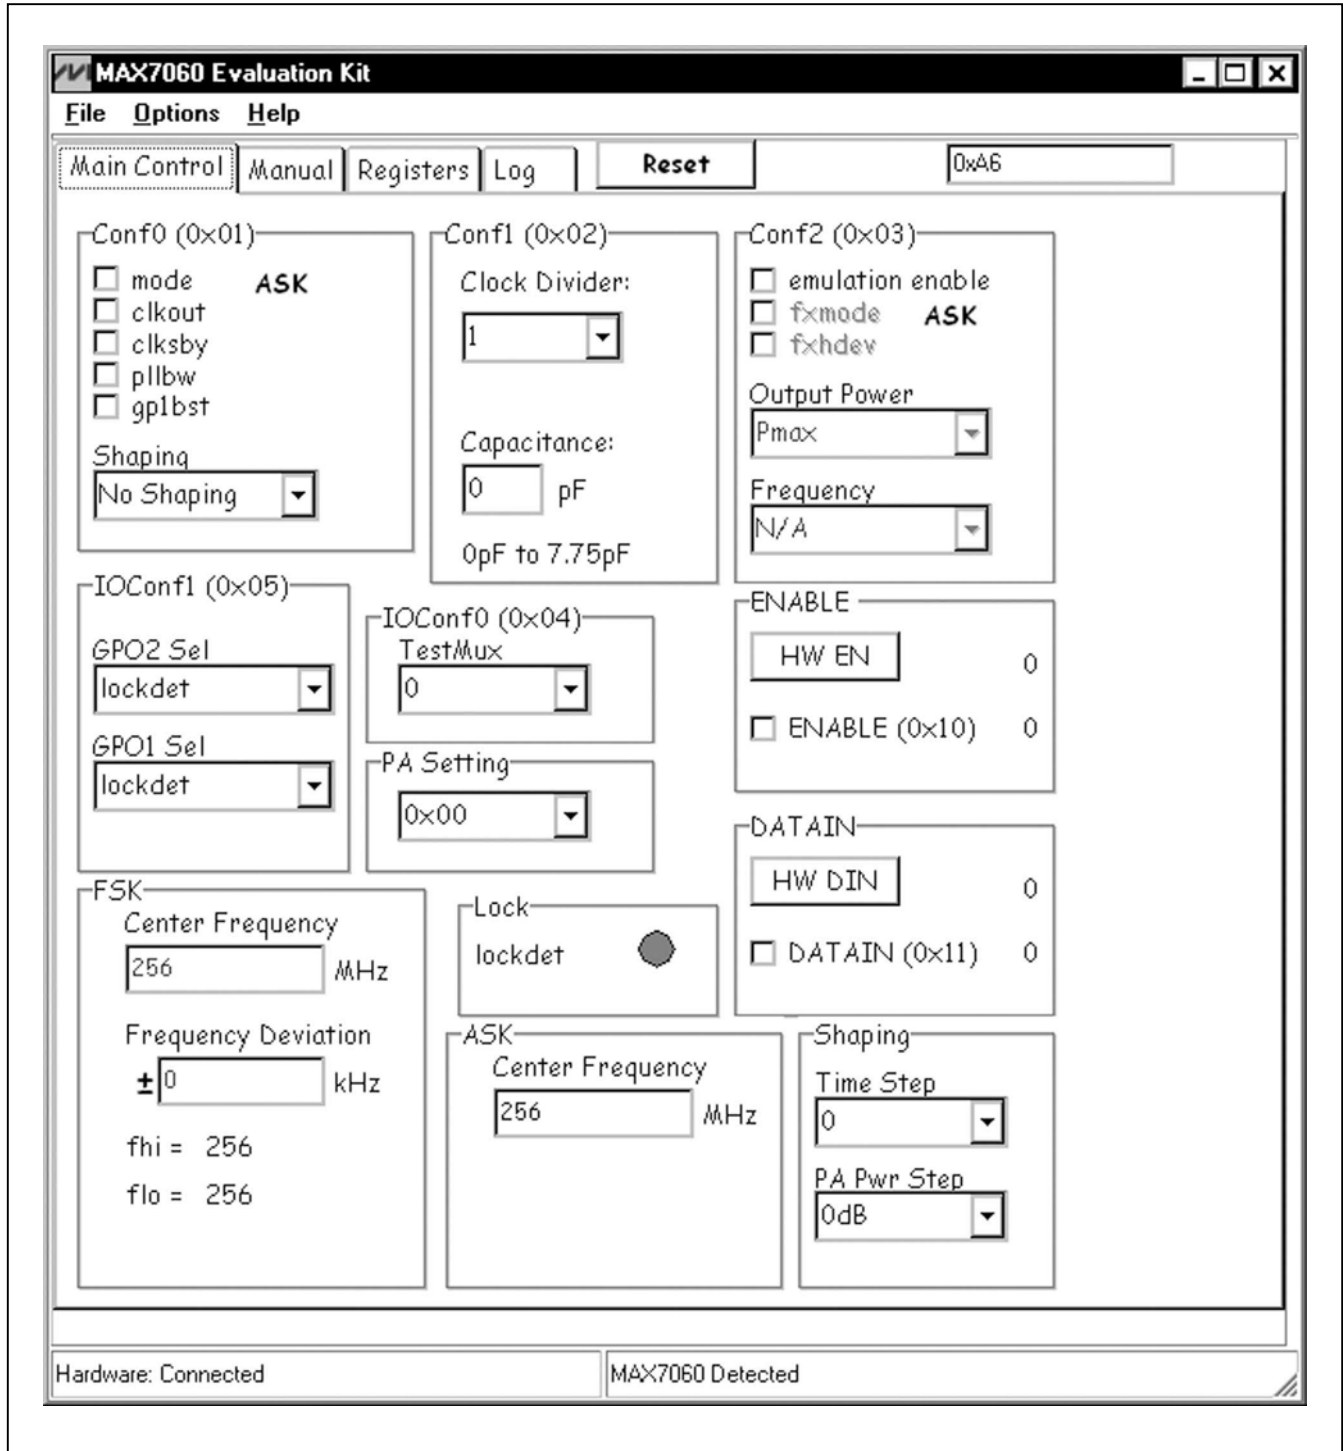 MAX7060 Evaluation Kit
File Options Help
Main Control Manual Registers Log Reset 0xA6
Conf0 (0x01)
mode ASK
clkout
clksby
pllbw
gp1bst
Shaping
No Shaping
Conf1 (0x02)
Clock Divider:
1
Capacitance:
0 pF
0pF to 7.75pF
Conf2 (0x03)
emulation enable
fxmode ASK
fxhdev
Output Power
Pmax
Frequency
N/A
IOConf1 (0x05)
GPO2 Sel
lockdet
GPO1 Sel
lockdet
IOConf0 (0x04)
TestMux
0
PA Setting
0x00
ENABLE
HW EN 0
ENABLE (0x10) 0
DATAIN
HW DIN 0
DATAIN (0x11) 0
FSK
Center Frequency
256 MHz
Frequency Deviation
±0 kHz
fhi = 256
flo = 256
Lock
lockdet
ASK
Center Frequency
256 MHz
Shaping
Time Step
0
PA Pwr Step
0dB
Hardware: Connected MAX7060 Detected